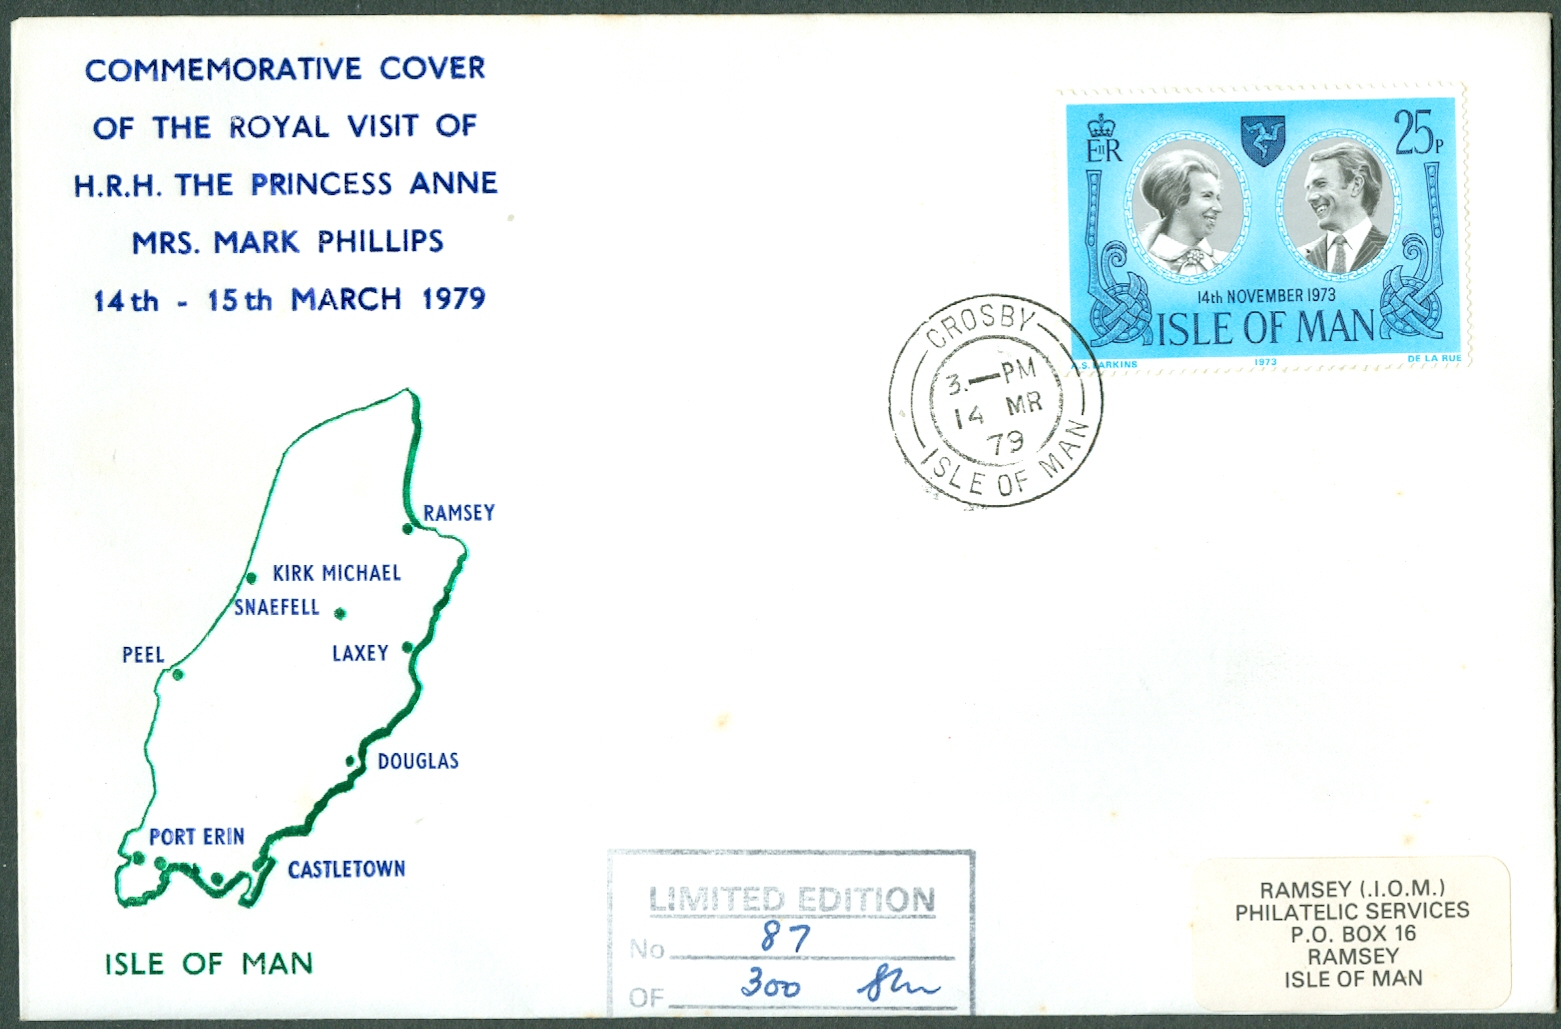 COMMEMORATIVE COVER
OF THE ROYAL VISIT OF
H.R.H. THE PRINCESS ANNE
MRS. MARK PHILLIPS
14th - 15th MARCH 1979
EIIR
25P
14th NOVEMBER 1973
ISLE OF MAN
A.S. LARKINS 1973 DE LA RUE
CROSBY
3.—PM
14 MR
79
ISLE OF MAN
RAMSEY
KIRK MICHAEL
SNAEFELL
PEEL
LAXEY
DOUGLAS
PORT ERIN
CASTLETOWN
ISLE OF MAN
LIMITED EDITION
No 87
OF 300
RAMSEY (.I.O.M.)
PHILATELIC SERVICES
P.O. BOX 16
RAMSEY
ISLE OF MAN